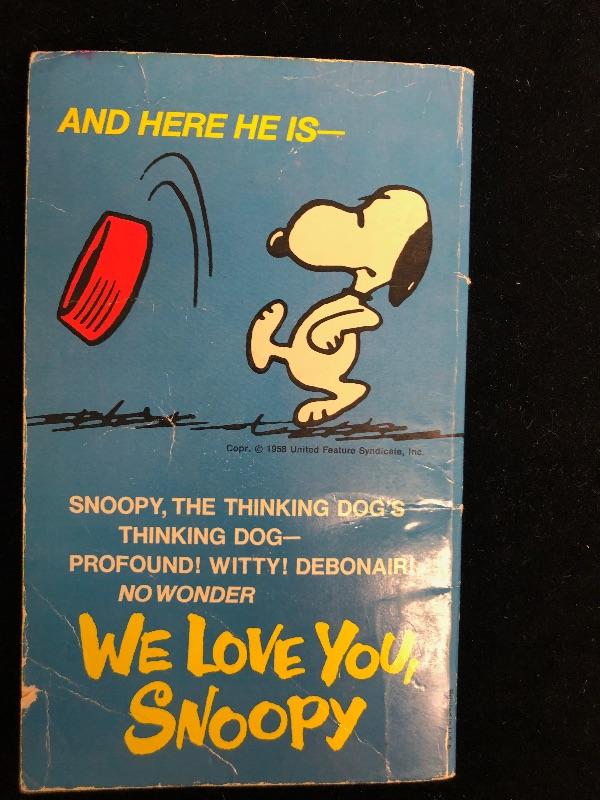 AND HERE HE IS—
Copr. © 1958 United Feature Syndicate, Inc.
SNOOPY, THE THINKING DOG'S
THINKING DOG—
PROFOUND! WITTY! DEBONAIR!
NO WONDER
WE LOVE YOU,
SNOOPY